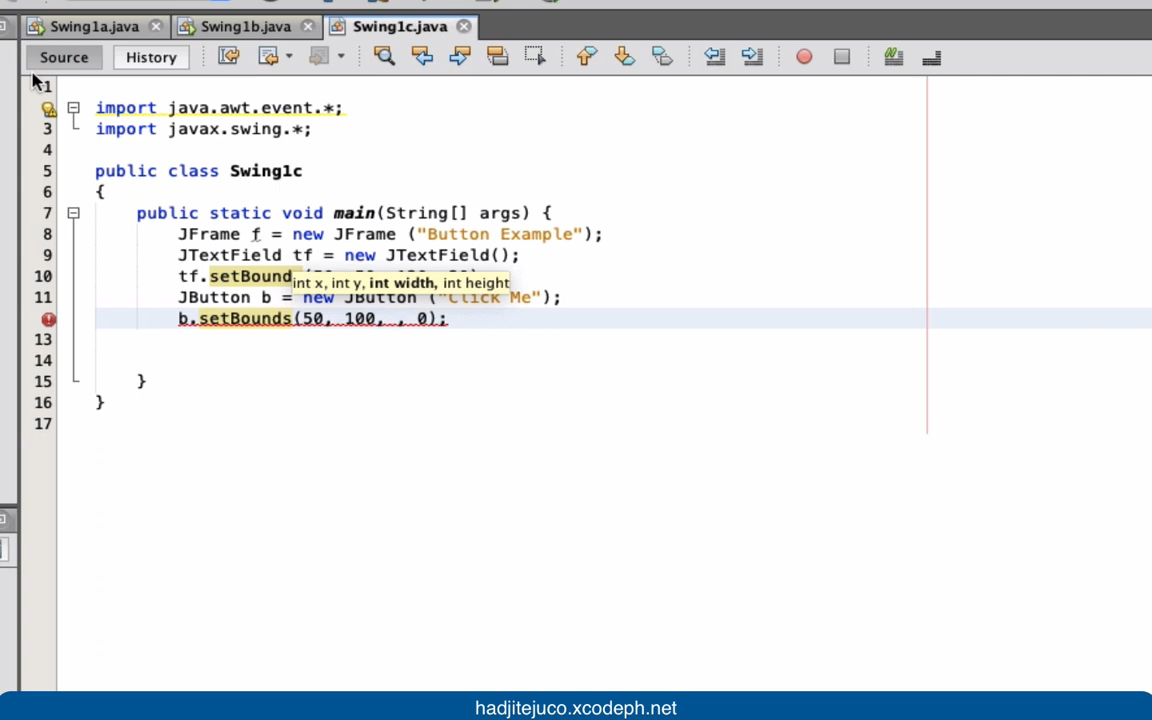 Swing1a.java Swing1b.java Swing1c.java
Source History
1
import java.awt.event.*;
3 import javax.swing.*;
4
5 public class Swing1c
6 {
7 public static void main(String[] args) {
8 JFrame f = new JFrame ("Button Example");
9 JTextField tf = new JTextField();
10 tf.setBound
int x, int y, int width, int height
11 JButton b = new JButton ("Click Me");
b.setBounds(50, 100, , 0);
13
14
15 }
16 }
17
hadjitejuco.xcodeph.net